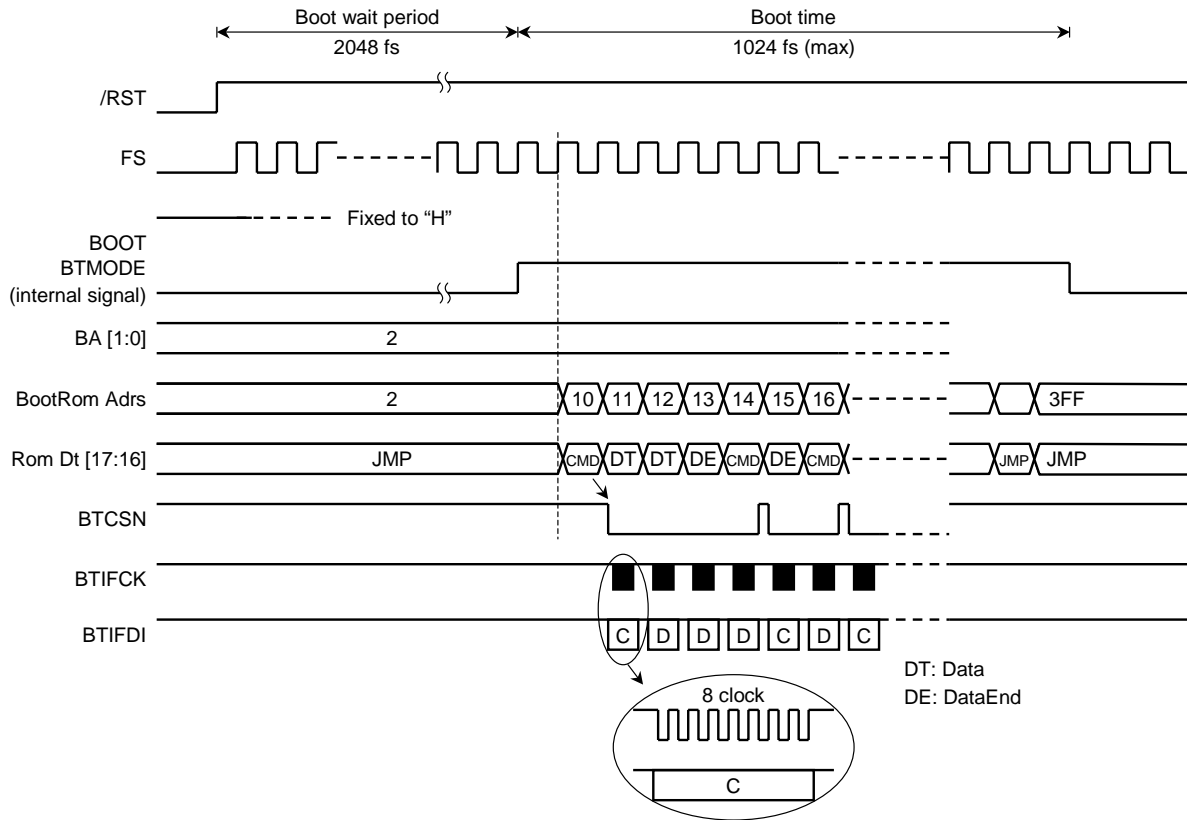 Boot wait period
Boot time
2048 fs
1024 fs (max)
/RST
FS
Fixed to “H”
BOOT
BTMODE
(internal signal)
BA [1:0]
2
BootRom Adrs
2
10
11
12
13
14
15
16
3FF
Rom Dt [17:16]
JMP
CMD
DT
DT
DE
CMD
DE
CMD
JMP
JMP
BTCSN
BTIFCK
BTIFDI
C
D
D
D
C
D
C
DT: Data
DE: DataEnd
8 clock
C